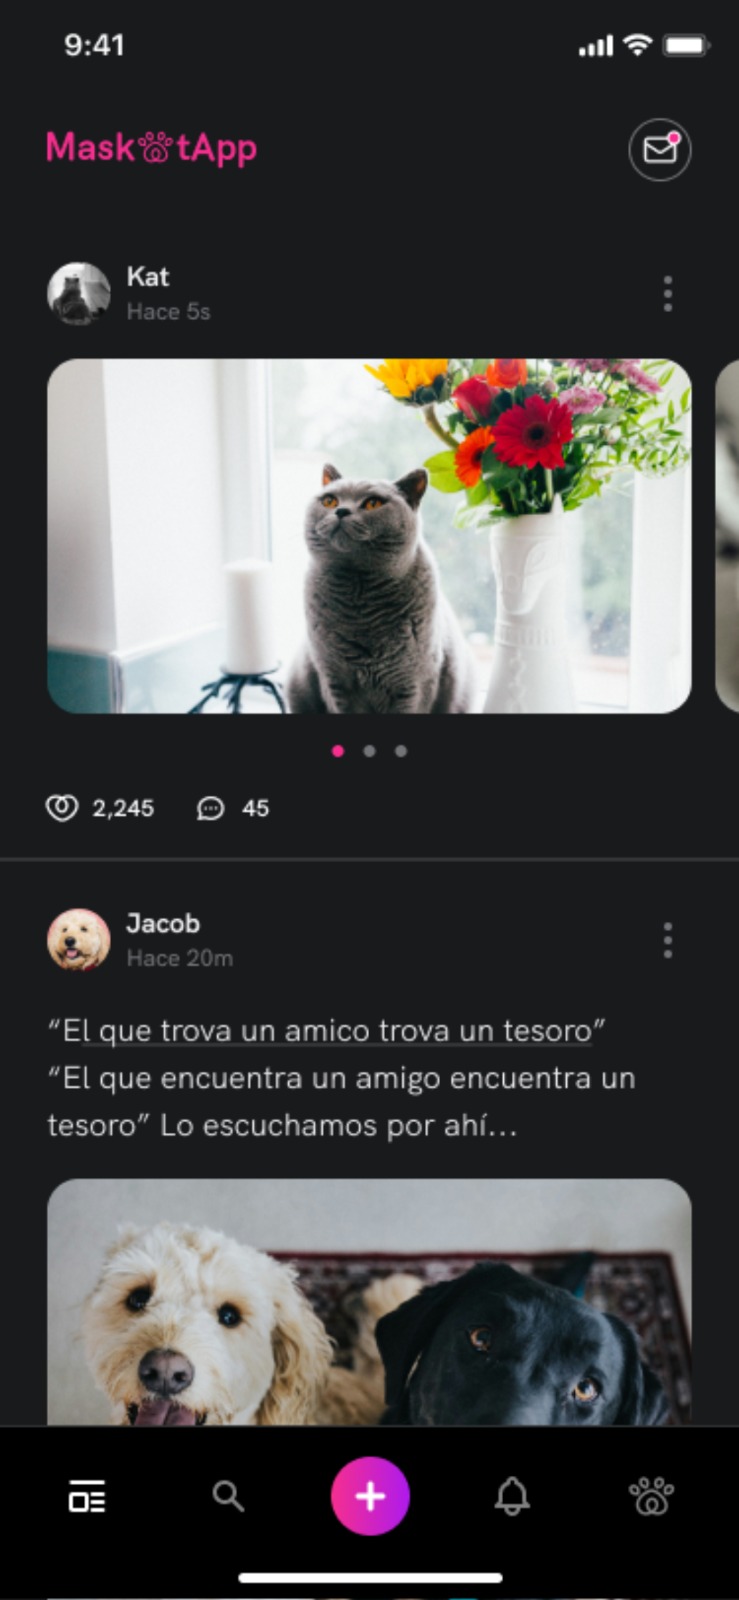 9:41
MaskotApp
Kat
Hace 5s
2,245
45
Jacob
Hace 20m
“El que trova un amico trova un tesoro”
“El que encuentra un amigo encuentra un
tesoro” Lo escuchamos por ahí...